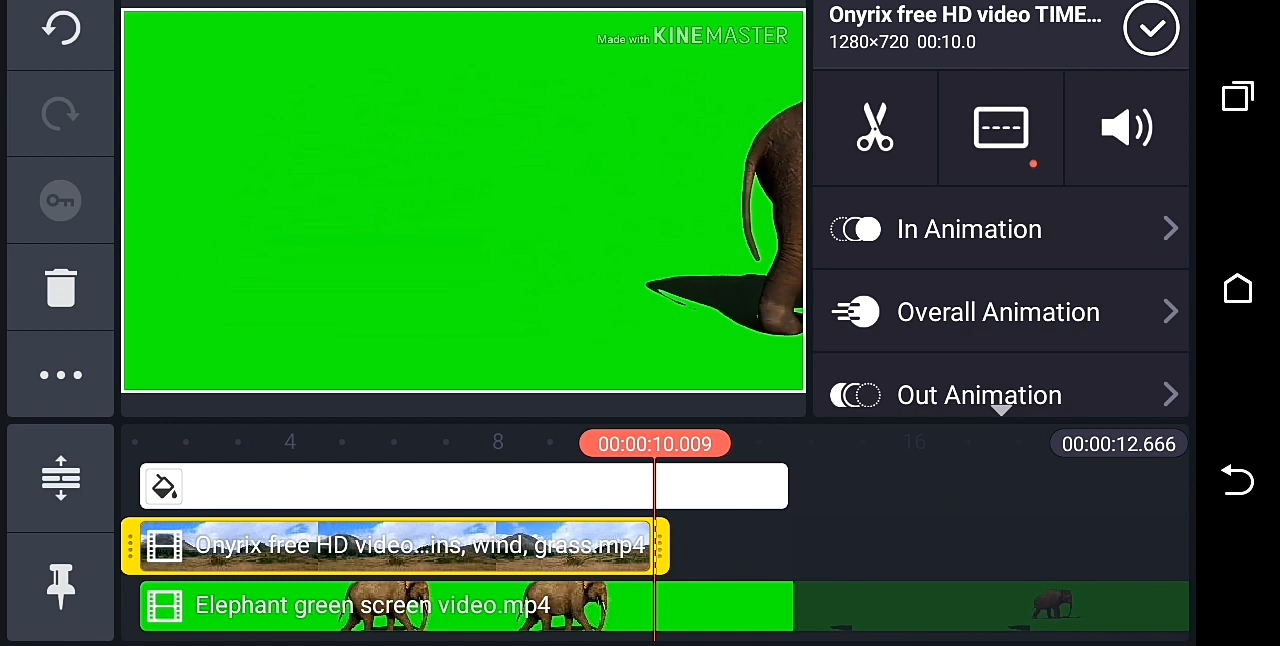 Made with KINEMASTER
Onyrix free HD video TIME...
1280×720 00:10.0
In Animation
Overall Animation
Out Animation
4
8
00:00:10.009
16
00:00:12.666
Onyrix free HD video...ins, wind, grass.mp4
Elephant green screen video.mp4